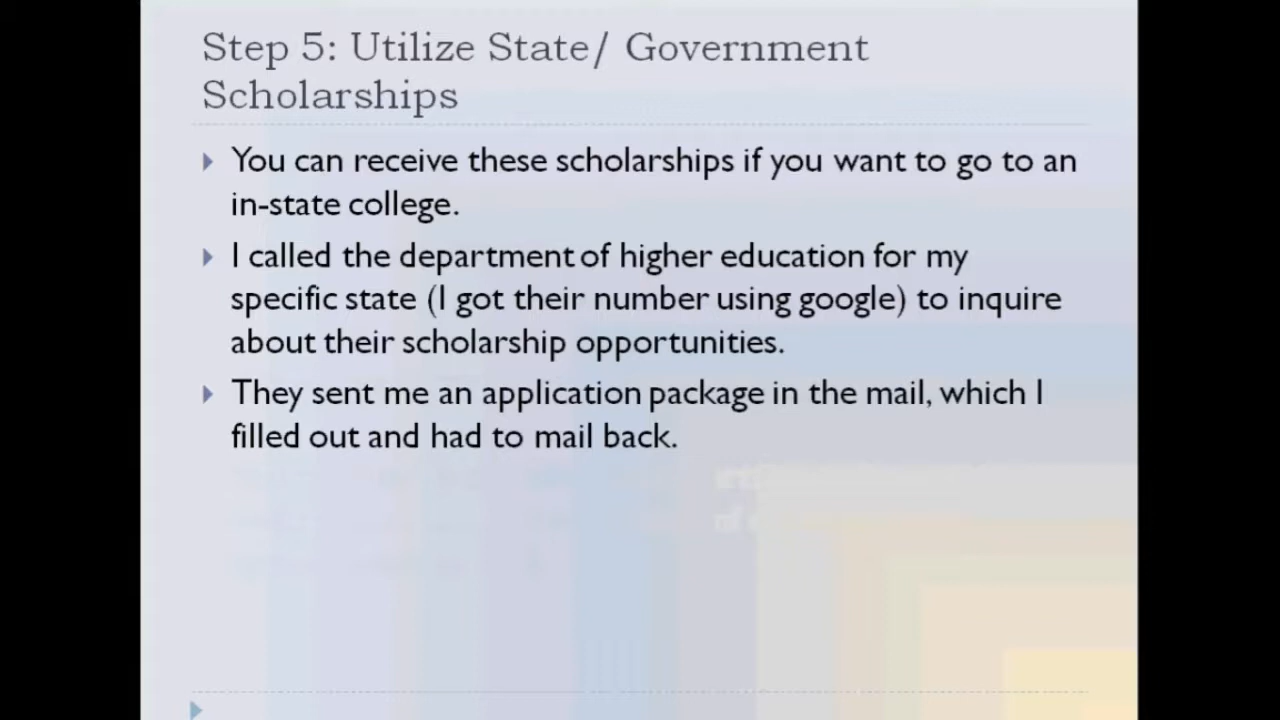 Step 5: Utilize State/ Government
Scholarships
You can receive these scholarships if you want to go to an
in-state college.
I called the department of higher education for my
specific state (I got their number using google) to inquire
about their scholarship opportunities.
They sent me an application package in the mail, which I
filled out and had to mail back.